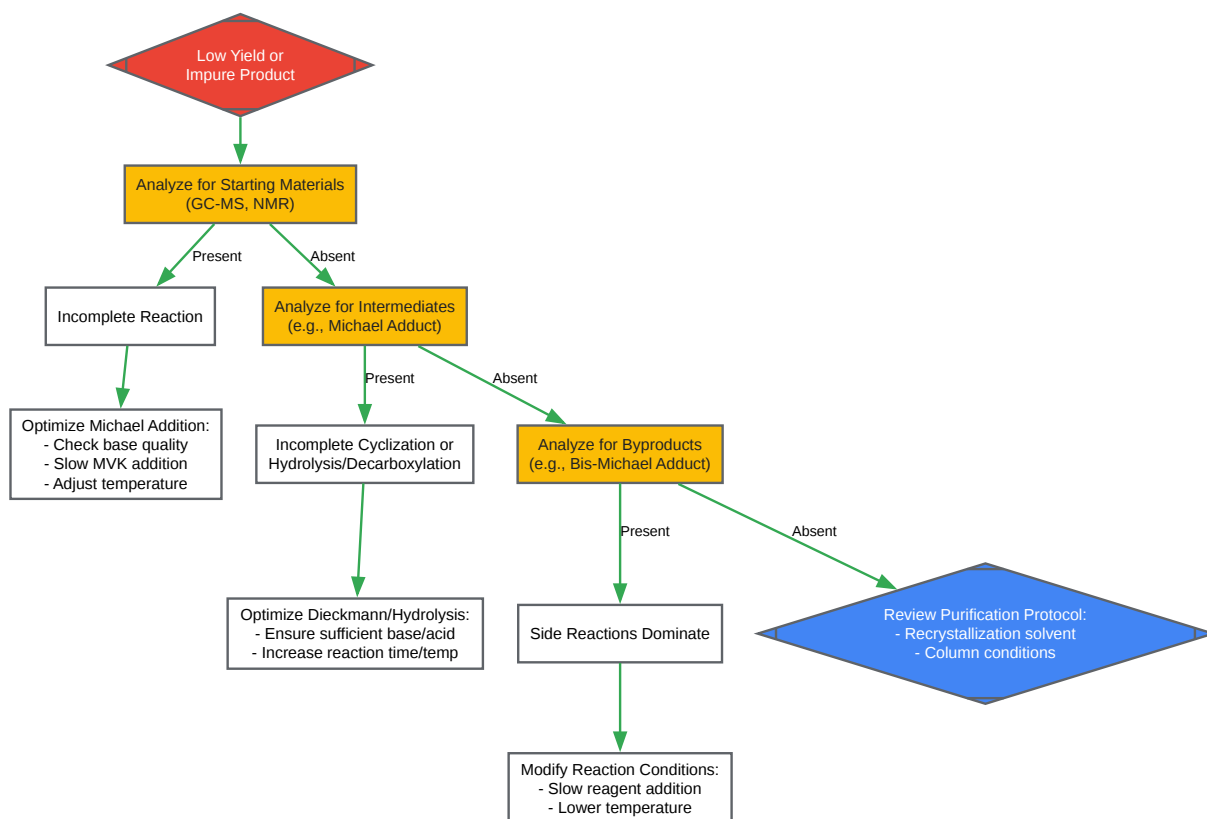 Low Yield or
Impure Product
Analyze for Starting Materials
(GC-MS, NMR)
Present
Absent
Incomplete Reaction
Analyze for Intermediates
(e.g., Michael Adduct)
Present
Absent
Optimize Michael Addition:
- Check base quality
- Slow MVK addition
- Adjust temperature
Incomplete Cyclization or
Hydrolysis/Decarboxylation
Analyze for Byproducts
(e.g., Bis-Michael Adduct)
Present
Absent
Optimize Dieckmann/Hydrolysis:
- Ensure sufficient base/acid
- Increase reaction time/temp
Side Reactions Dominate
Review Purification Protocol:
- Recrystallization solvent
- Column conditions
Modify Reaction Conditions:
- Slow reagent addition
- Lower temperature